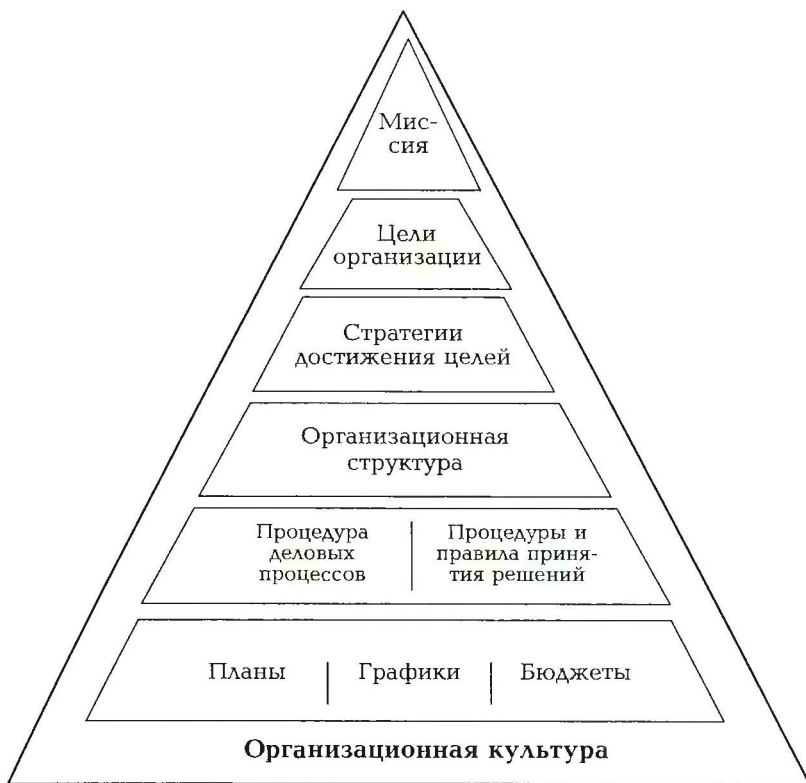 Мис-
сия
Цели
организации
Стратегии
достижения целей
Организационная
структура
Процедура
деловых
процессов
Процедуры и
правила приня-
тия решений
Планы
Графики
Бюджеты
Организационная культура